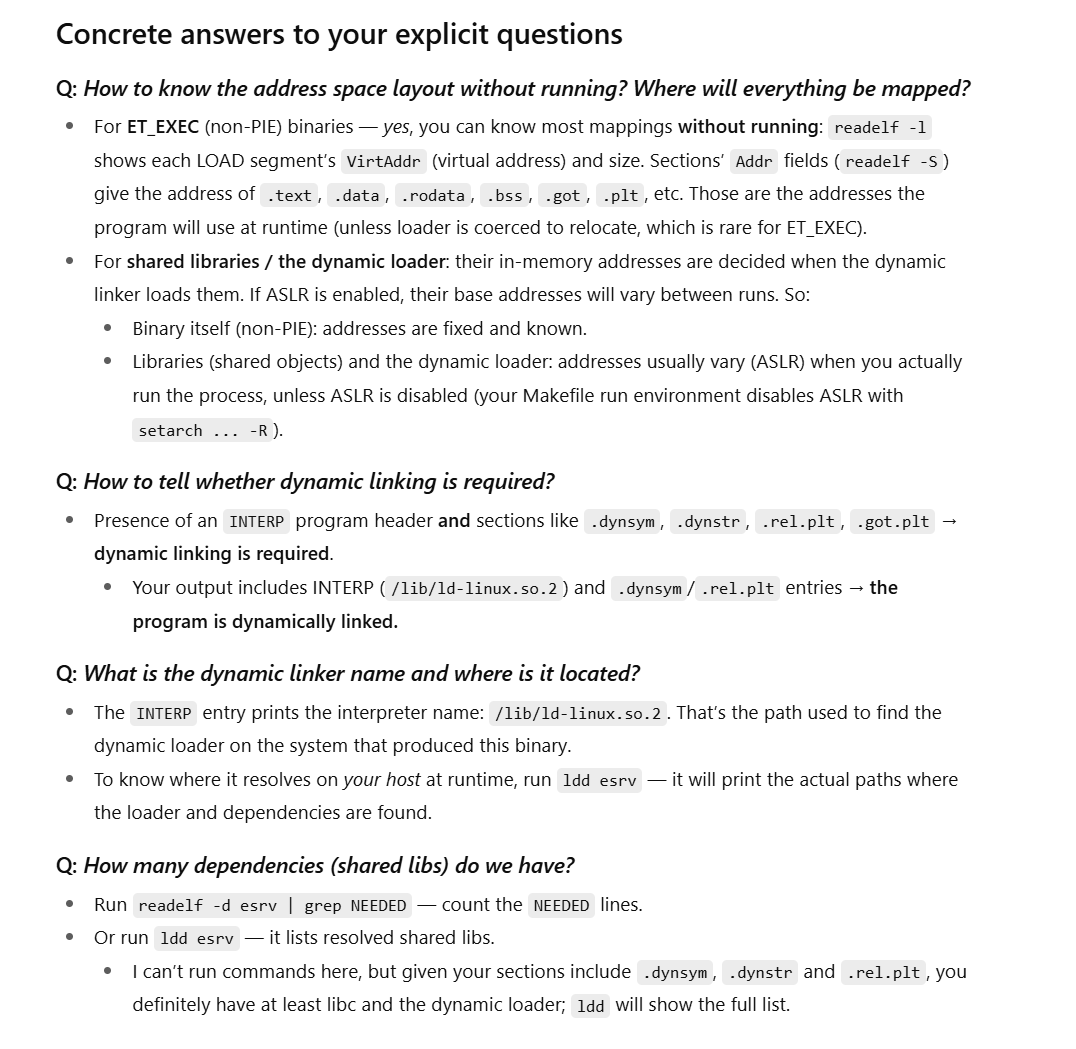 Concrete answers to your explicit questions
Q: How to know the address space layout without running? Where will everything be mapped?
• For ET_EXEC (non-PIE) binaries — yes, you can know most mappings without running: readelf -l
shows each LOAD segment's VirtAddr (virtual address) and size. Sections' Addr fields ( readelf -S )
give the address of .text , .data , .rodata , .bss , .got , .plt , etc. Those are the addresses the
program will use at runtime (unless loader is coerced to relocate, which is rare for ET_EXEC).
• For shared libraries / the dynamic loader: their in-memory addresses are decided when the dynamic
linker loads them. If ASLR is enabled, their base addresses will vary between runs. So:
• Binary itself (non-PIE): addresses are fixed and known.
• Libraries (shared objects) and the dynamic loader: addresses usually vary (ASLR) when you actually
run the process, unless ASLR is disabled (your Makefile run environment disables ASLR with
setarch ... -R ).
Q: How to tell whether dynamic linking is required?
• Presence of an INTERP program header and sections like .dynsym , .dynstr , .rel.plt , .got.plt →
dynamic linking is required.
• Your output includes INTERP ( /lib/ld-linux.so.2 ) and .dynsym / .rel.plt entries → the
program is dynamically linked.
Q: What is the dynamic linker name and where is it located?
• The INTERP entry prints the interpreter name: /lib/ld-linux.so.2 . That's the path used to find the
dynamic loader on the system that produced this binary.
• To know where it resolves on your host at runtime, run ldd esrv — it will print the actual paths where
the loader and dependencies are found.
Q: How many dependencies (shared libs) do we have?
• Run readelf -d esrv | grep NEEDED — count the NEEDED lines.
• Or run ldd esrv — it lists resolved shared libs.
• I can't run commands here, but given your sections include .dynsym , .dynstr and .rel.plt , you
definitely have at least libc and the dynamic loader; ldd will show the full list.